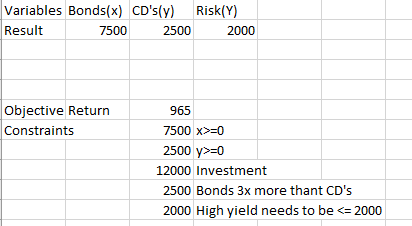 Variables Bonds(x) CD's(y) Risk(Y)
Result 7500 2500 2000
Objective Return 965
Constraints 7500 x>=0
2500 y>=0
12000 Investment
2500 Bonds 3x more thant CD's
2000 High yield needs to be <= 2000